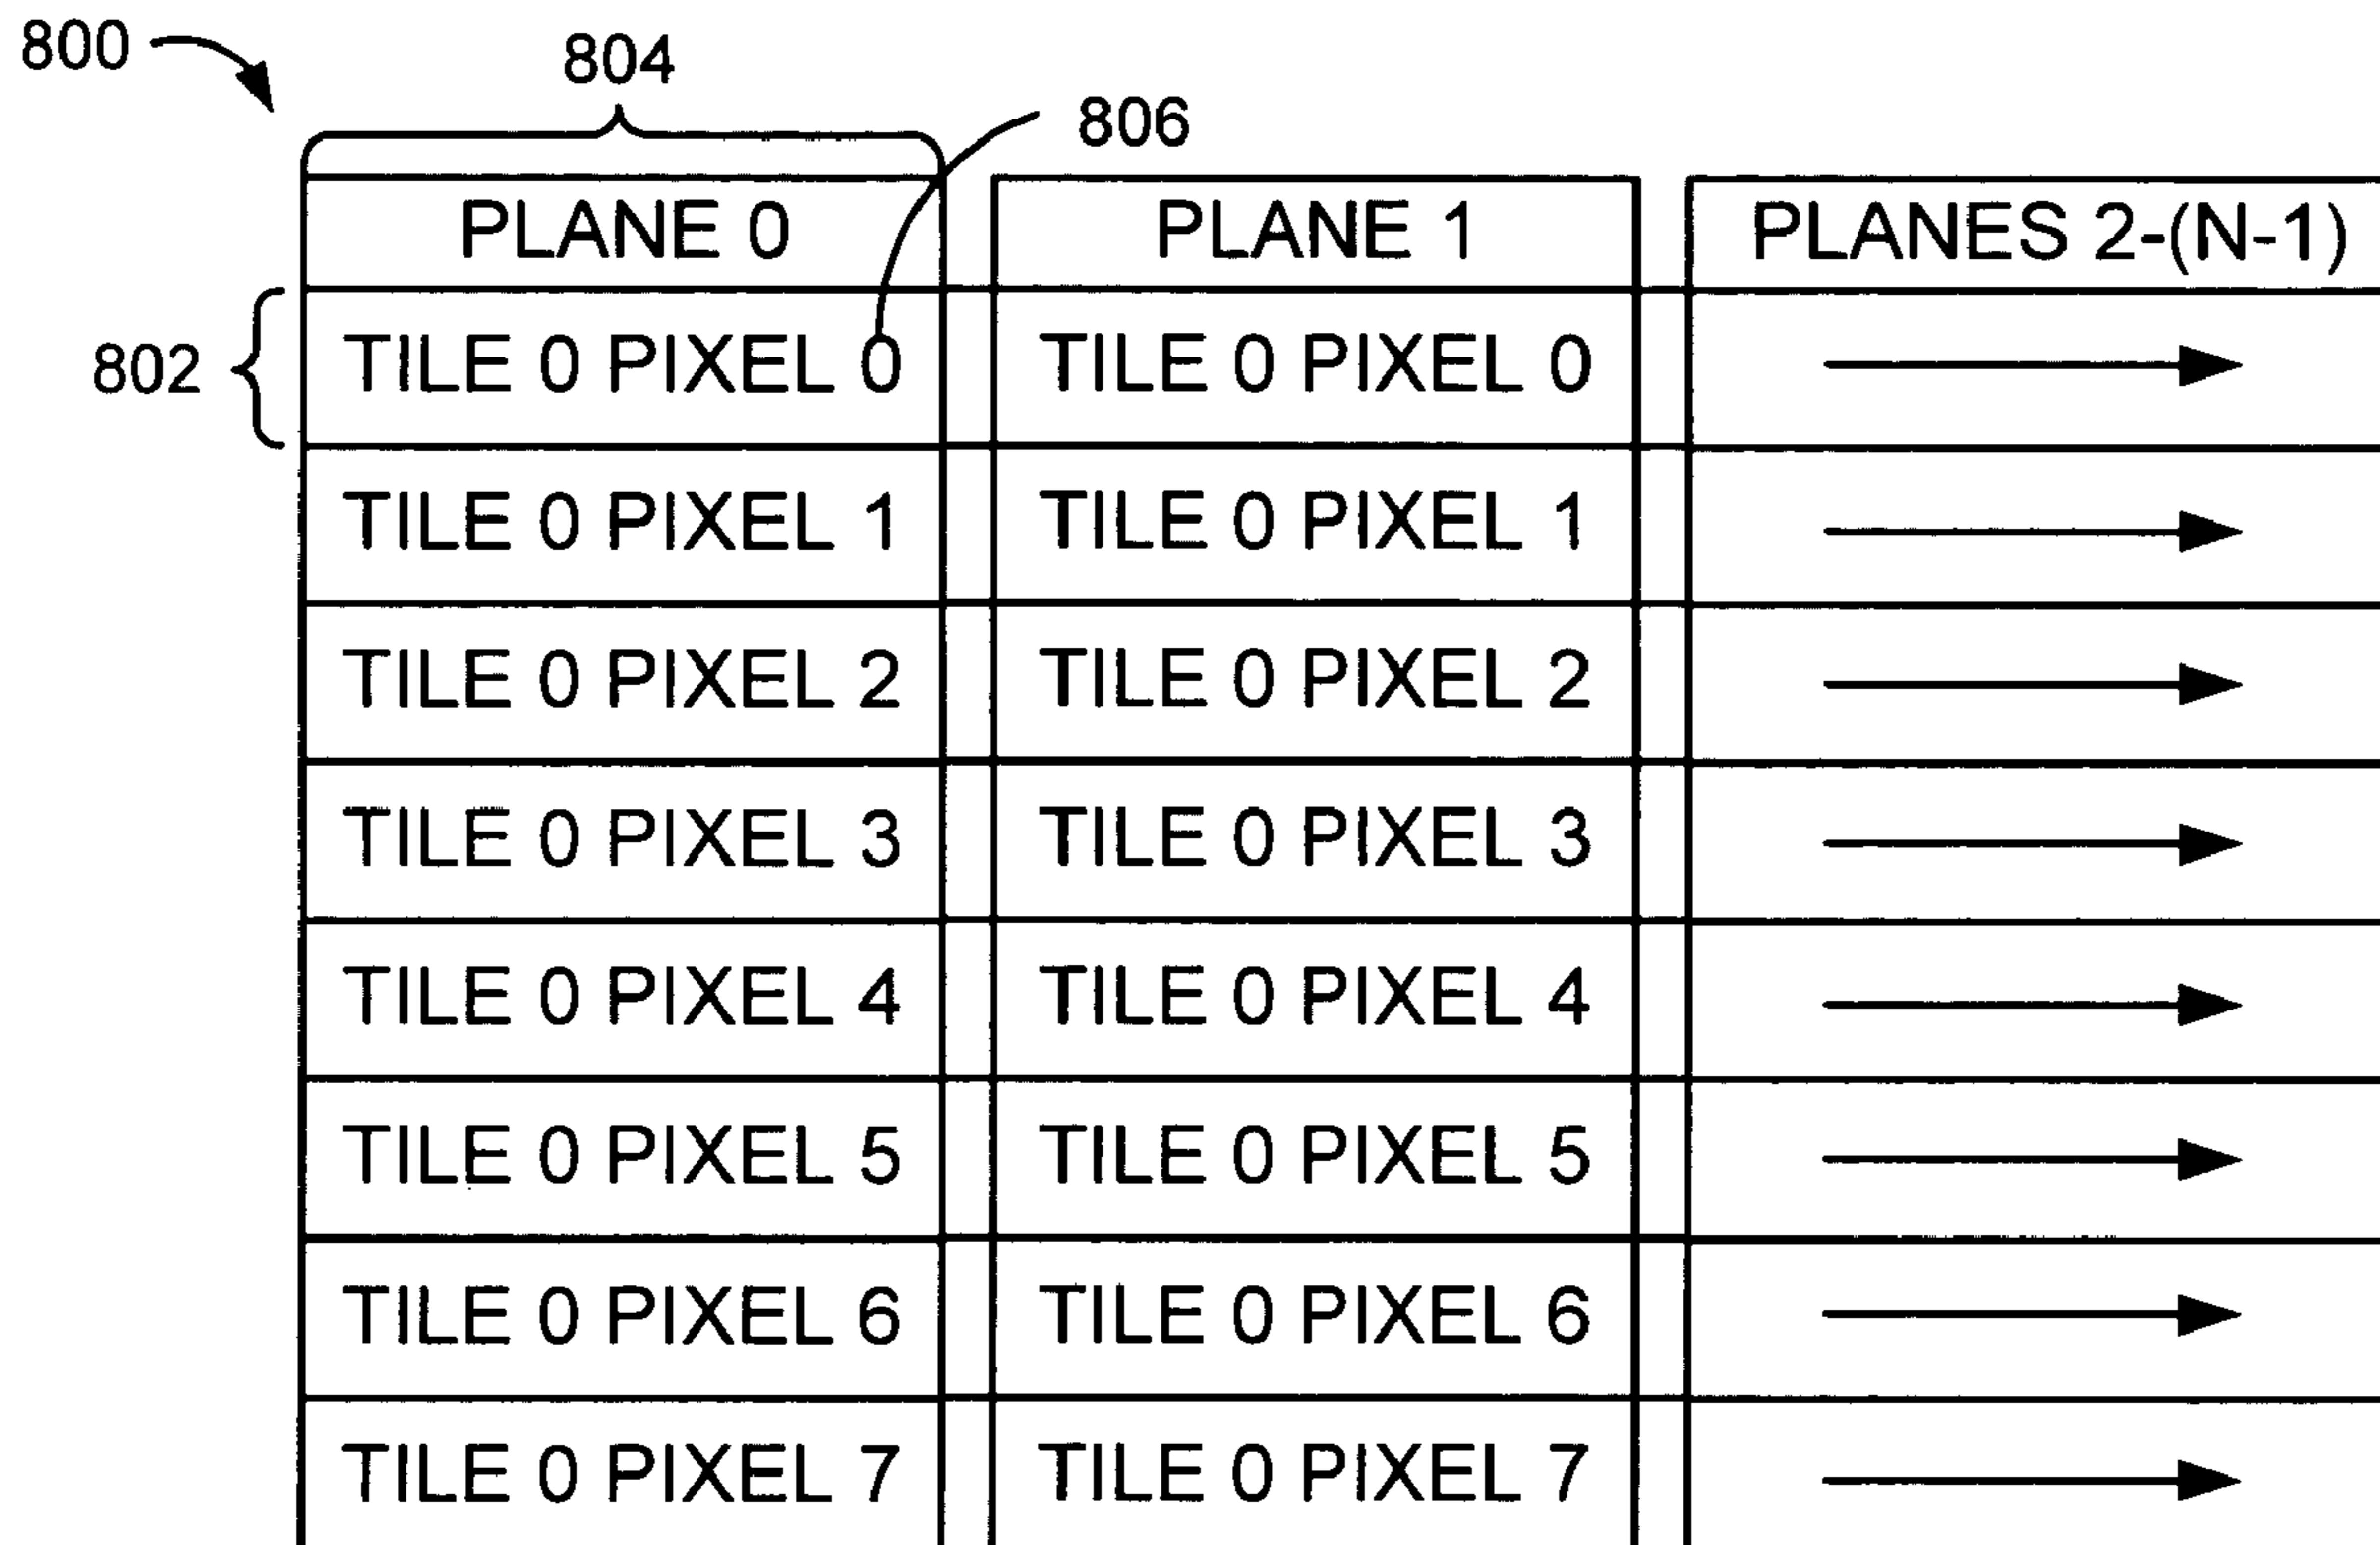 800
804
806
PLANE 0 PLANE 1 PLANES 2-(N-1)
802
TILE 0 PIXEL 0 TILE 0 PIXEL 0
TILE 0 PIXEL 1 TILE 0 PIXEL 1
TILE 0 PIXEL 2 TILE 0 PIXEL 2
TILE 0 PIXEL 3 TILE 0 PIXEL 3
TILE 0 PIXEL 4 TILE 0 PIXEL 4
TILE 0 PIXEL 5 TILE 0 PIXEL 5
TILE 0 PIXEL 6 TILE 0 PIXEL 6
TILE 0 PIXEL 7 TILE 0 PIXEL 7